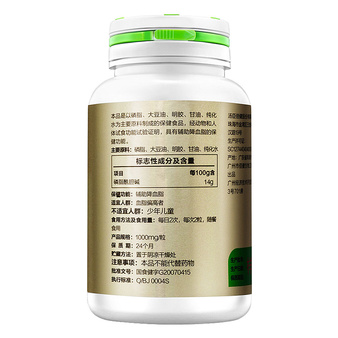 本品是以磷脂、大豆油、明胶、甘油、纯化
水为主要原料制成的保健食品，经动物和人
体试食功能试验证明，具有辅助降血脂的保
健功能。
主要原料：磷脂、大豆油、明胶、甘油、纯化水
标志性成分及含量
项目 每100g含
磷脂酰胆碱 14g
保健功能：辅助降血脂
适宜人群：血脂偏高者
不适宜人群：少年儿童
食用方法及食用量：每日2次，每次2粒，随餐
食用
产品规格：1000mg/粒
保 质 期：24个月
贮藏方法：置于阴凉干燥处
注意事项：本品不能代替药物
批准文号：国食健字G20070415
执行标准：Q/BJ 0004S